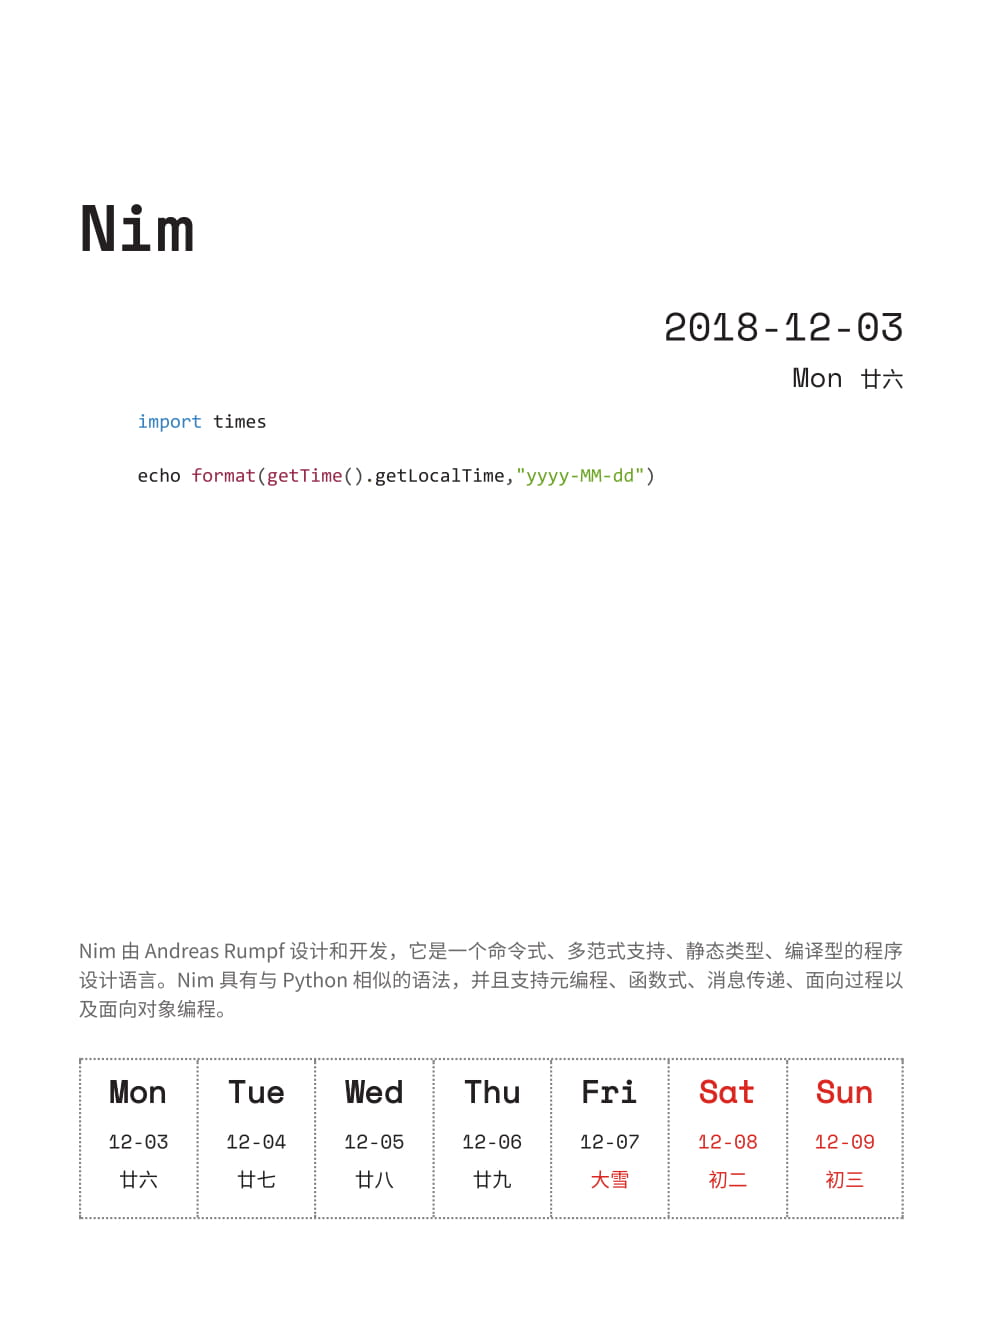 Nim
2018-12-03
Mon 廿六
import times
echo format(getTime().getLocalTime,"yyyy-MM-dd")
Nim 由 Andreas Rumpf 设计和开发，它是一个命令式、多范式支持、静态类型、编译型的程序
设计语言。Nim 具有与 Python 相似的语法，并且支持元编程、函数式、消息传递、面向过程以
及面向对象编程。
Mon Tue Wed Thu Fri Sat Sun
12-03 12-04 12-05 12-06 12-07 12-08 12-09
廿六 廿七 廿八 廿九 大雪 初二 初三